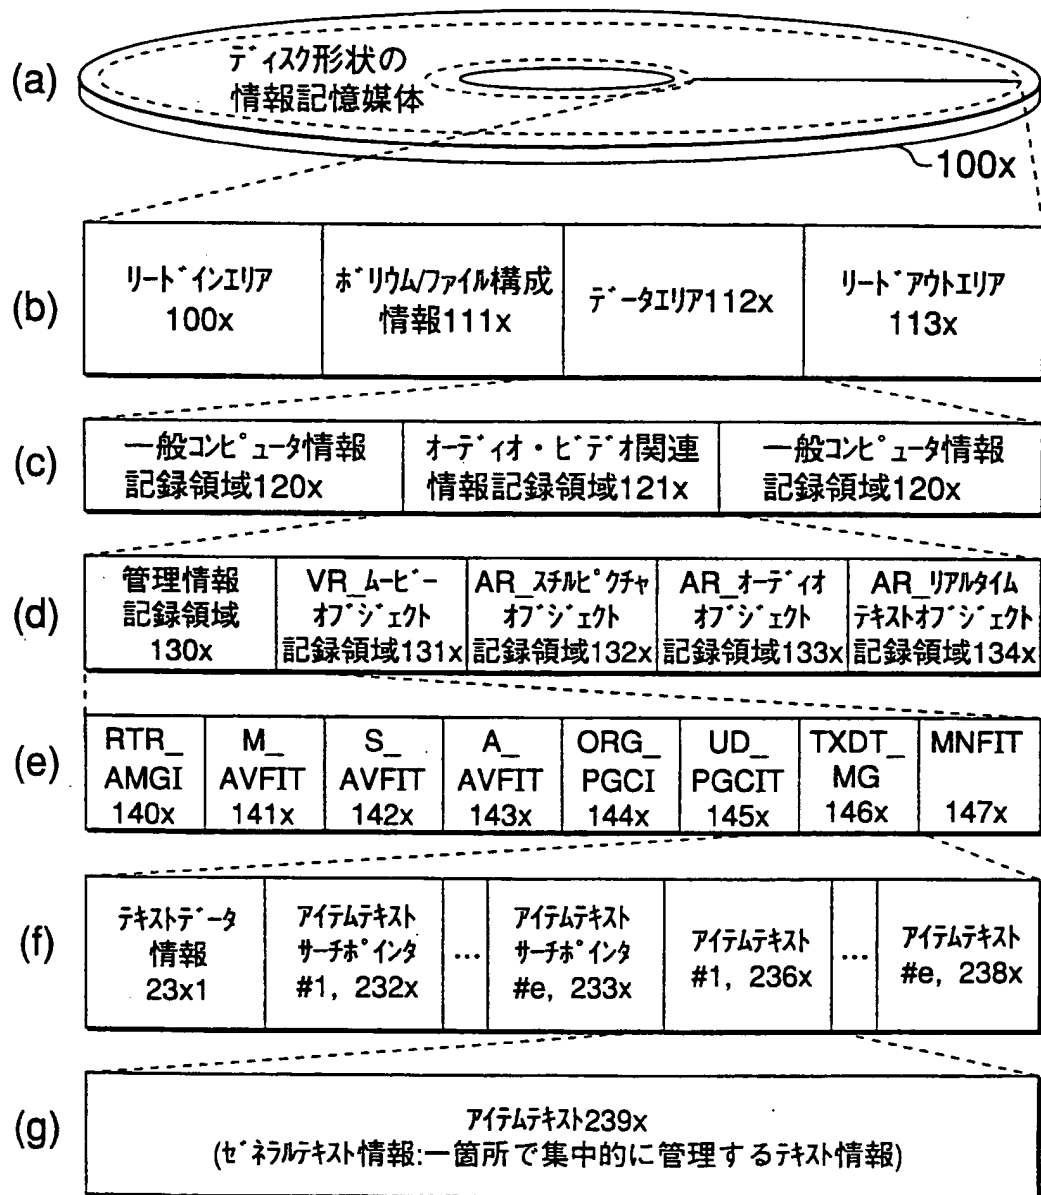 (a)
ディスク形状の
情報記憶媒体
100x
(b)
リードインエリア
100x
ボリウム/ファイル構成
情報111x
データエリア112x
リードアウトエリア
113x
(c)
一般コンピュータ情報
記録領域120x
オーディオ・ビデオ関連
情報記録領域121x
一般コンピュータ情報
記録領域120x
(d)
管理情報
記録領域
130x
VR_ムービー
オブジェクト
記録領域131x
AR_スチルピクチャ
オブジェクト
記録領域132x
AR_オーディオ
オブジェクト
記録領域133x
AR_リアルタイム
テキストオブジェクト
記録領域134x
(e)
RTR_
AMGI
140x
M_
AVFIT
141x
S_
AVFIT
142x
A_
AVFIT
143x
ORG_
PGCI
144x
UD_
PGCIT
145x
TXDT_
MG
146x
MNFIT
147x
(f)
テキストデータ
情報
23x1
アイテムテキスト
サーチポインタ
#1, 232x
...
アイテムテキスト
サーチポインタ
#e, 233x
アイテムテキスト
#1, 236x
...
アイテムテキスト
#e, 238x
(g)
アイテムテキスト239x
(ゼネラルテキスト情報:一箇所で集中的に管理するテキスト情報)